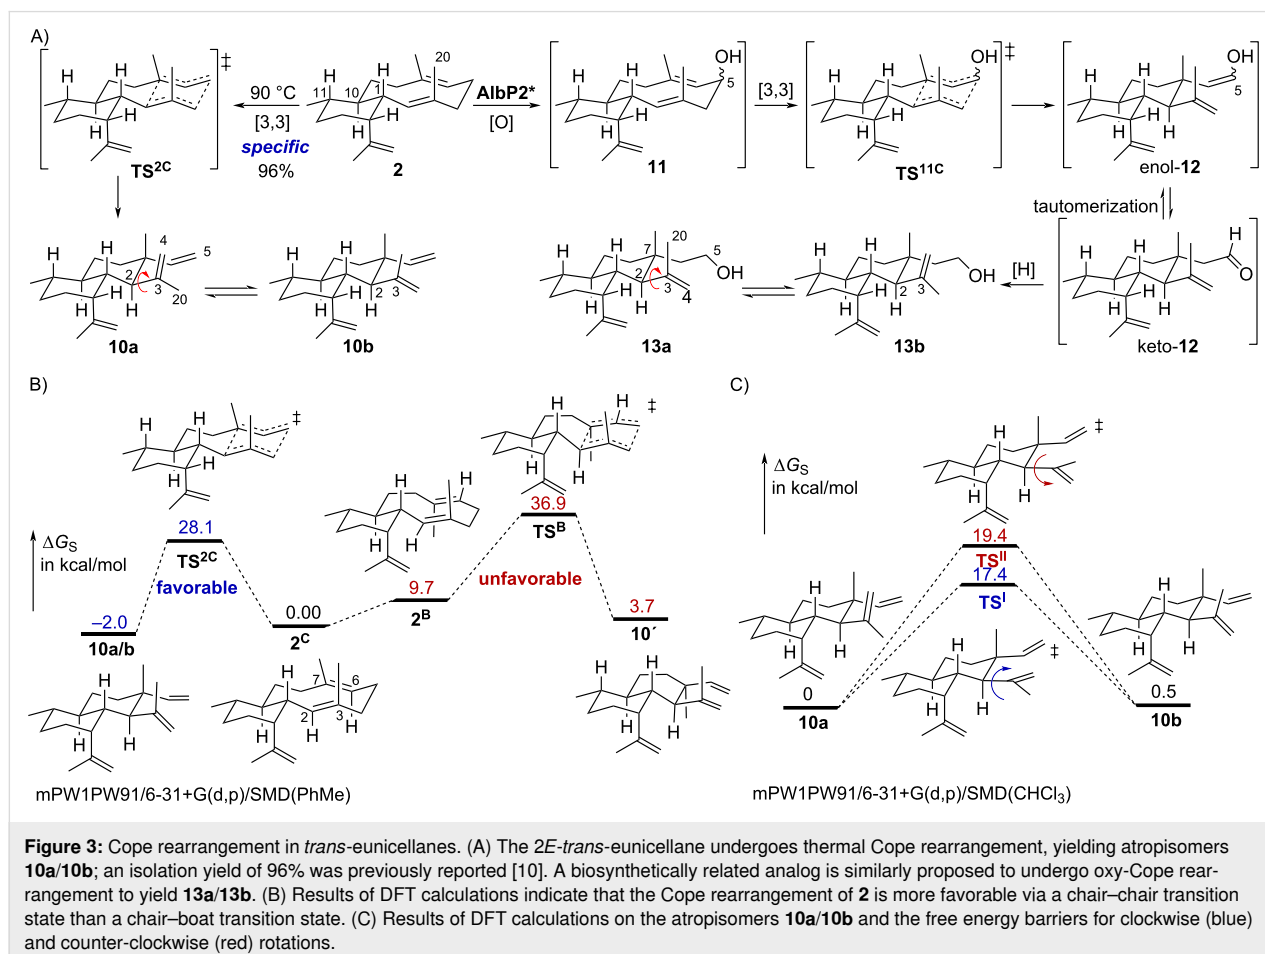 A)
H
11
10
H
1
20
H
H
2
90 °C
[3,3]
specific
96%
‡
H
H
H
H
TS2C
AlbP2*
[O]
H
H
H
H
OH
5
11
[3,3]
‡
H
H
H
H
OH
TS11C
H
H
H
H
OH
5
enol-12
tautomerization
H
H
H
H
H
O
keto-12
[H]
H
H
H
H
2
3
4
5
20
10a
H
H
H
H
2
3
10b
H
H
H
H
2
3
4
5
7
20
OH
13a
H
H
H
H
2
3
OH
13b
B)
ΔGS
in kcal/mol
‡
H
H
H
H
28.1
TS2C
favorable
–2.0
10a/b
H
H
H
H
0.00
2C
H
H
7
6
2
3
H
H
H
H
H
9.7
2B
‡
H
H
H
H
36.9
TSB
unfavorable
3.7
10´
H
H
H
H
mPW1PW91/6-31+G(d,p)/SMD(PhMe)
C)
ΔGS
in kcal/mol
‡
H
H
H
19.4
TSII
17.4
TSI
‡
H
H
H
H
H
H
0
10a
H
H
H
0.5
10b
mPW1PW91/6-31+G(d,p)/SMD(CHCl3)
Figure 3: Cope rearrangement in trans-eunicellanes. (A) The 2E-trans-eunicellane undergoes thermal Cope rearrangement, yielding atropisomers
10a/10b; an isolation yield of 96% was previously reported [10]. A biosynthetically related analog is similarly proposed to undergo oxy-Cope rear-
rangement to yield 13a/13b. (B) Results of DFT calculations indicate that the Cope rearrangement of 2 is more favorable via a chair–chair transition
state than a chair–boat transition state. (C) Results of DFT calculations on the atropisomers 10a/10b and the free energy barriers for clockwise (blue)
and counter-clockwise (red) rotations.